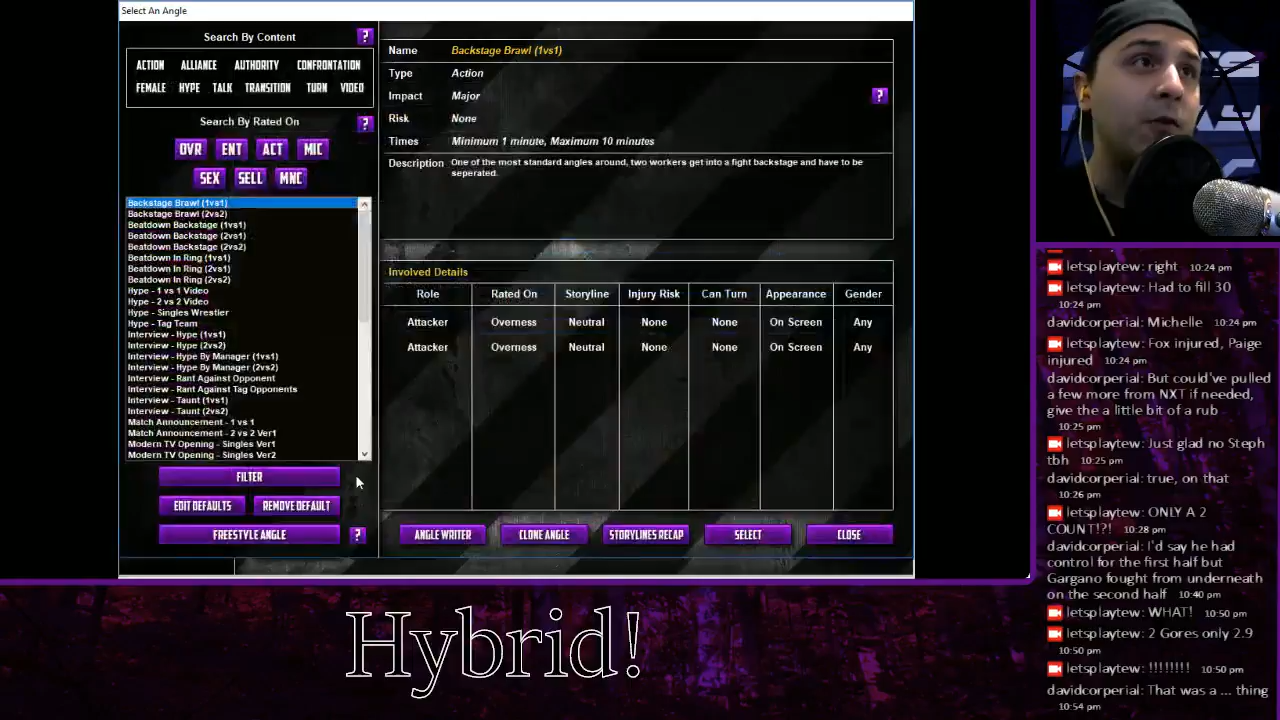 Select An Angle
Search By Content
?
ACTION ALLIANCE AUTHORITY CONFRONTATION
FEMALE HYPE TALK TRANSITION TURN VIDEO
Search By Rated On
?
OVR ENT ACT MIC
SEX SELL MNC
Backstage Brawl (1vs1)
Backstage Brawl (2vs2)
Beatdown Backstage (1vs1)
Beatdown Backstage (2vs1)
Beatdown Backstage (2vs2)
Beatdown In Ring (1vs1)
Beatdown In Ring (2vs1)
Beatdown In Ring (2vs2)
Hype - 1 vs 1 Video
Hype - 2 vs 2 Video
Hype - Singles Wrestler
Hype - Tag Team
Interview - Hype (1vs1)
Interview - Hype (2vs2)
Interview - Hype By Manager (1vs1)
Interview - Hype By Manager (2vs2)
Interview - Rant Against Opponent
Interview - Rant Against Tag Opponents
Interview - Taunt (1vs1)
Interview - Taunt (2vs2)
Match Announcement - 1 vs 1
Match Announcement - 2 vs 2 Ver1
Modern TV Opening - Singles Ver1
Modern TV Opening - Singles Ver2
FILTER
EDIT DEFAULTS REMOVE DEFAULT
FREESTYLE ANGLE ?
Name Backstage Brawl (1vs1)
Type Action
Impact Major
?
Risk None
Times Minimum 1 minute, Maximum 10 minutes
Description One of the most standard angles around, two workers get into a fight backstage and have to be
seperated.
Involved Details
Role Rated On Storyline Injury Risk Can Turn Appearance Gender
Attacker Overness Neutral None None On Screen Any
Attacker Overness Neutral None None On Screen Any
ANGLE WRITER CLONE ANGLE STORYLINES RECAP SELECT CLOSE
letsplaytew: right 10:24 pm
letsplaytew: Had to fill 30
10:24 pm
davidcorperial: Michelle 10:24 pm
letsplaytew: Fox injured, Paige
injured 10:24 pm
davidcorperial: But could've pulled
a few more from NXT if needed,
give the a little bit of a rub
10:25 pm
letsplaytew: Just glad no Steph
tbh 10:25 pm
davidcorperial: true, on that
10:26 pm
letsplaytew: ONLY A 2
COUNT!?! 10:28 pm
davidcorperial: I'd say he had
control for the first half but
Gargano fought from underneath
on the second half 10:40 pm
letsplaytew: WHAT! 10:50 pm
letsplaytew: 2 Gores only 2.9
10:50 pm
letsplaytew: !!!!!!!! 10:50 pm
davidcorperial: That was a ... thing
10:54 pm
Hybrid!